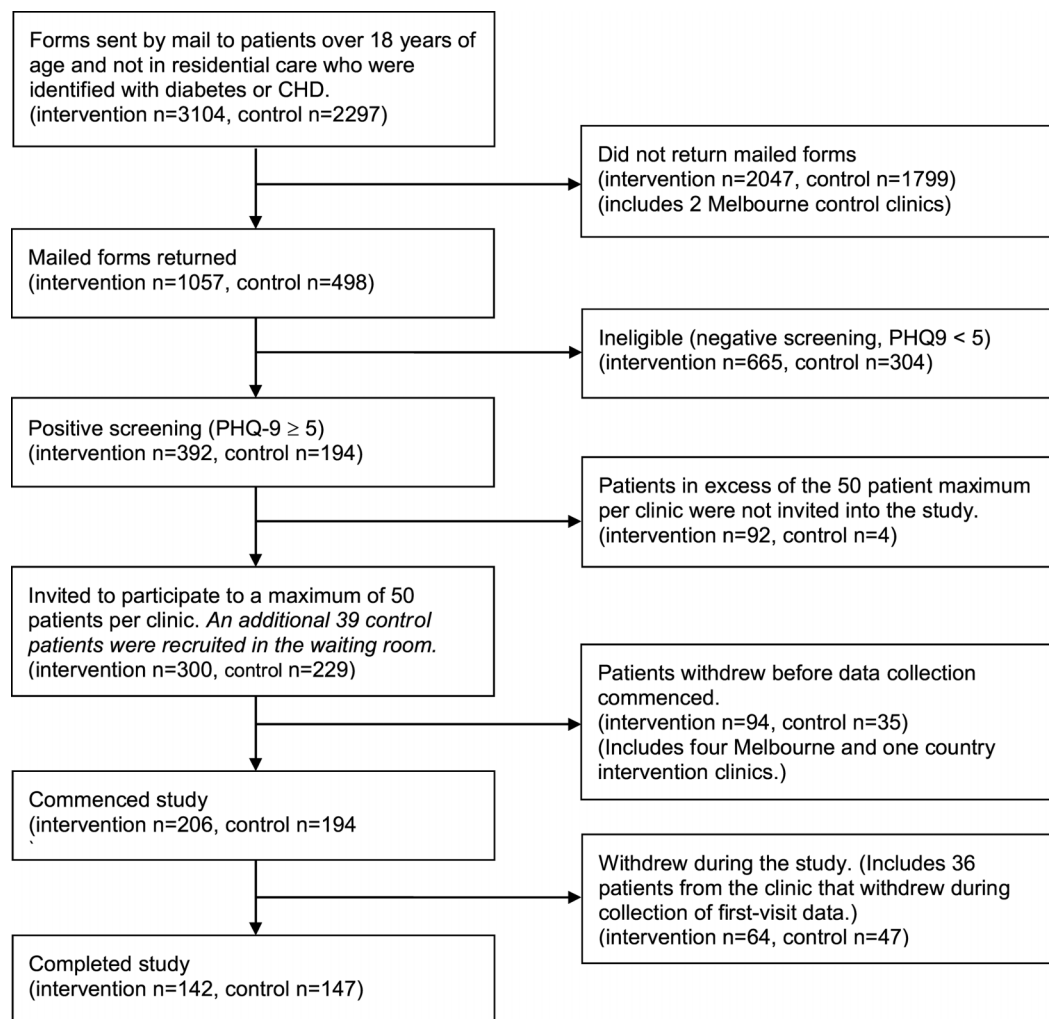 Forms sent by mail to patients over 18 years of
age and not in residential care who were
identified with diabetes or CHD.
(intervention n=3104, control n=2297)
Did not return mailed forms
(intervention n=2047, control n=1799)
(includes 2 Melbourne control clinics)
Mailed forms returned
(intervention n=1057, control n=498)
Ineligible (negative screening, PHQ9 < 5)
(intervention n=665, control n=304)
Positive screening (PHQ-9 ≥ 5)
(intervention n=392, control n=194)
Patients in excess of the 50 patient maximum
per clinic were not invited into the study.
(intervention n=92, control n=4)
Invited to participate to a maximum of 50
patients per clinic. An additional 39 control
patients were recruited in the waiting room.
(intervention n=300, control n=229)
Patients withdrew before data collection
commenced.
(intervention n=94, control n=35)
(Includes four Melbourne and one country
intervention clinics.)
Commenced study
(intervention n=206, control n=194
`
Withdrew during the study. (Includes 36
patients from the clinic that withdrew during
collection of first-visit data.)
(intervention n=64, control n=47)
Completed study
(intervention n=142, control n=147)